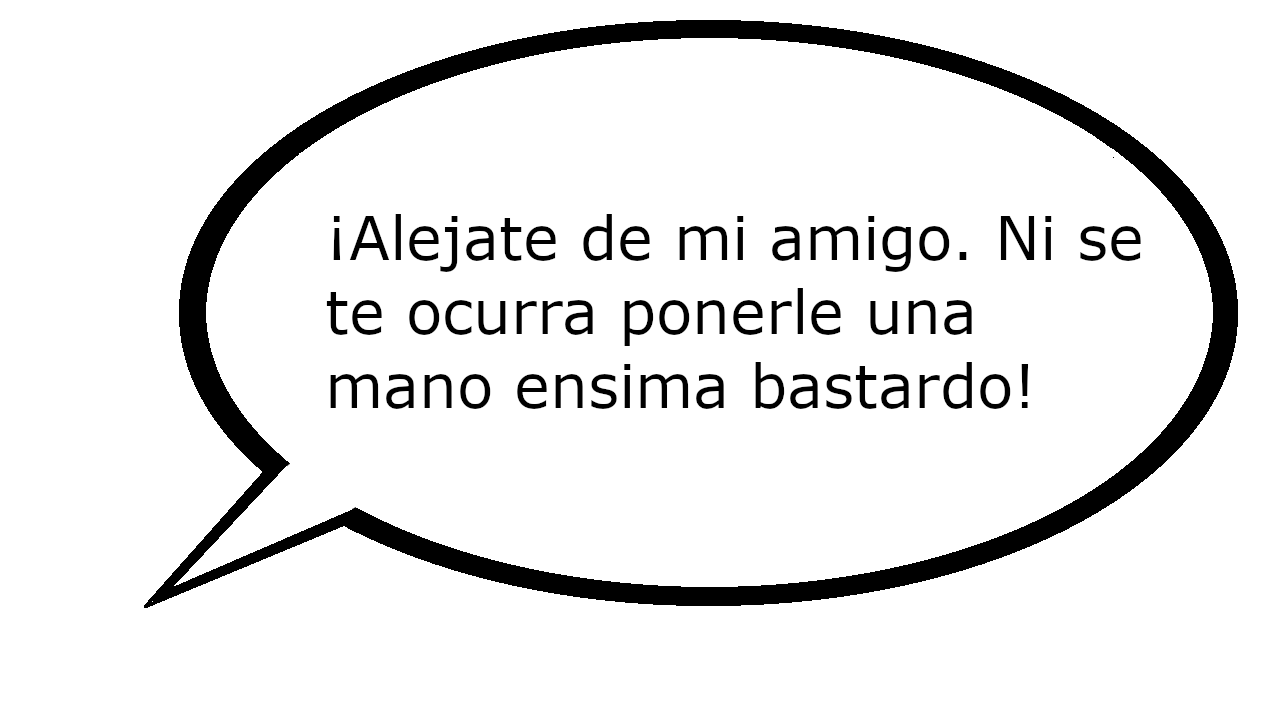 ¡Alejate de mi amigo. Ni se
te ocurra ponerle una
mano ensima bastardo!